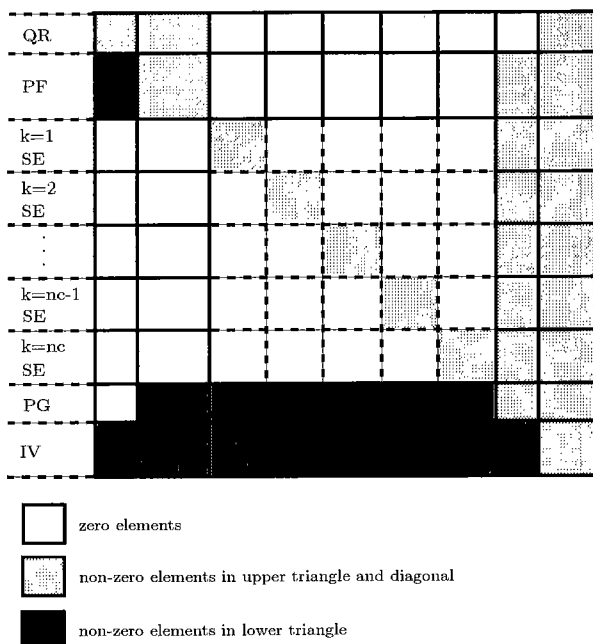 QR
PF
k=1
SE
k=2
SE
.
.
.
k=nc-1
SE
k=nc
SE
PG
IV
zero elements
non-zero elements in upper triangle and diagonal
non-zero elements in lower triangle